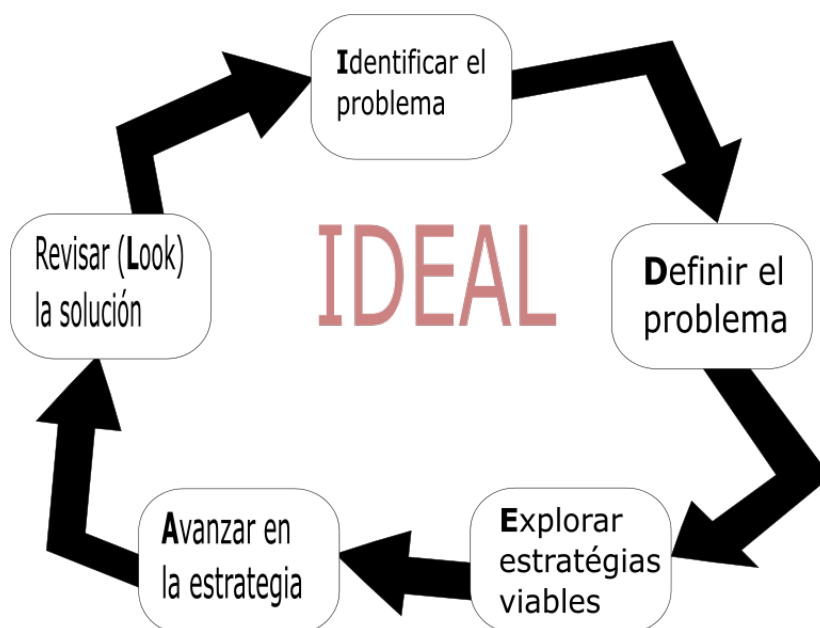 Identificar el
problema
IDEAL
Revisar (Look)
la solución
Definir el
problema
Avanzar en
la estrategia
Explorar
estratégias
viables